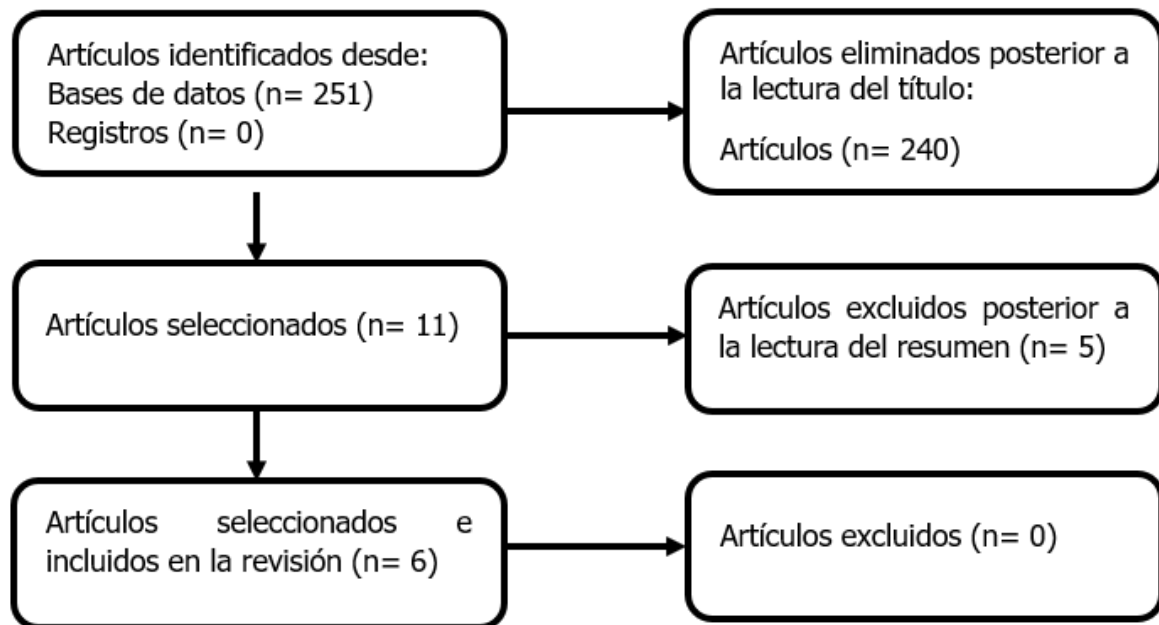 Artículos identificados desde:
Bases de datos (n= 251)
Registros (n= 0)
Artículos eliminados posterior a
la lectura del título:
Artículos (n= 240)
Artículos seleccionados (n= 11)
Artículos excluidos posterior a
la lectura del resumen (n= 5)
Artículos seleccionados e
incluidos en la revisión (n= 6)
Artículos excluidos (n= 0)